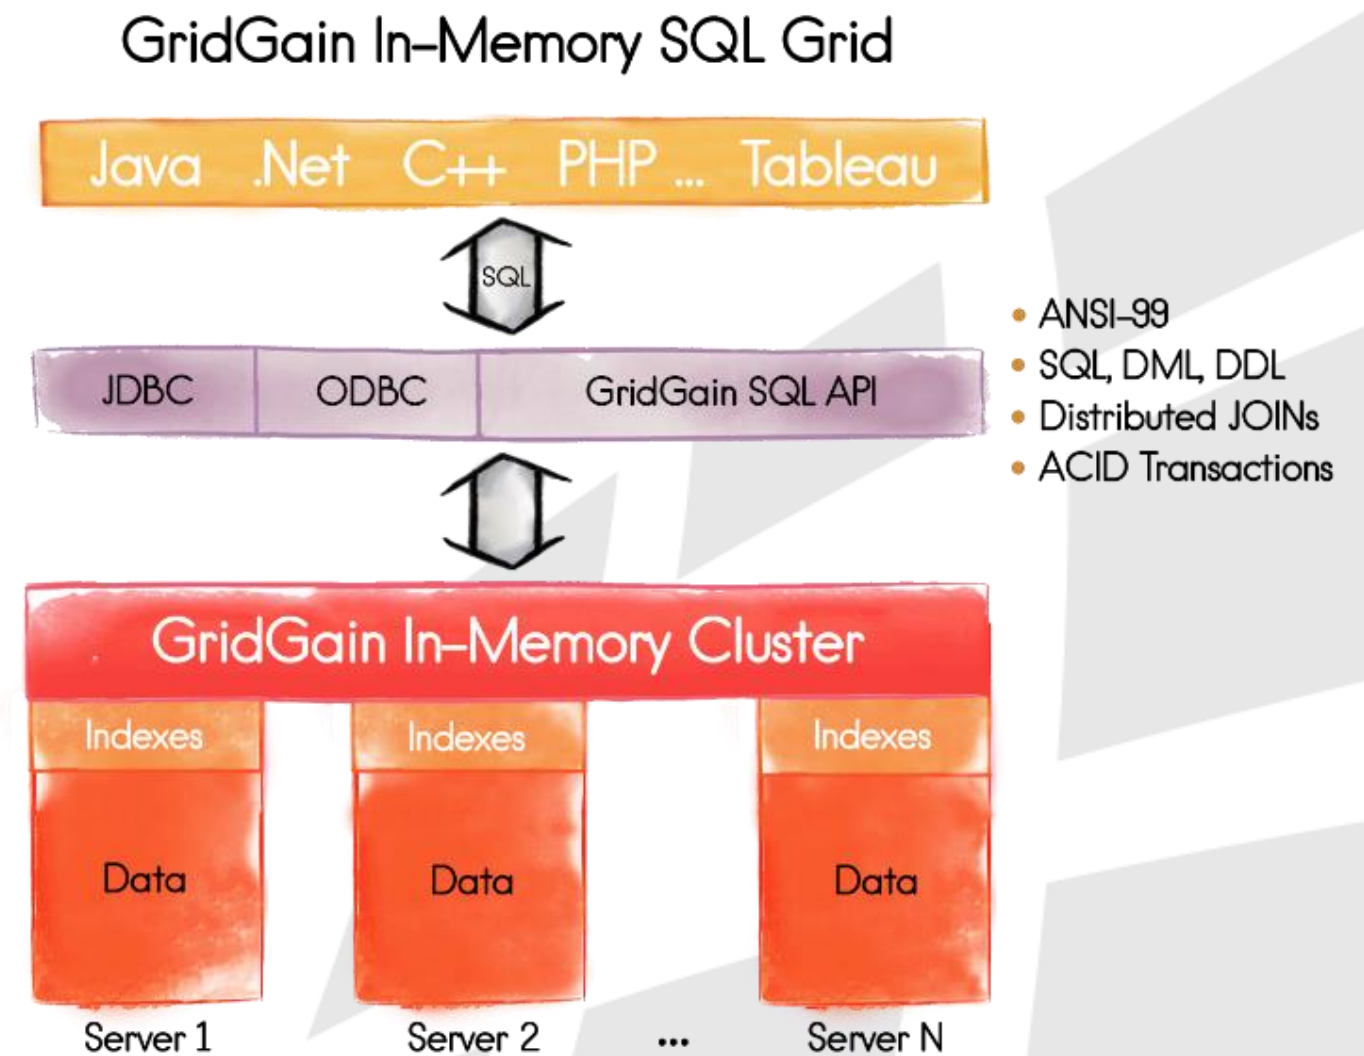 GridGain In-Memory SQL Grid
Java .Net C++ PHP ... Tableau
SQL
JDBC ODBC GridGain SQL API
• ANSI-99
• SQL, DML, DDL
• Distributed JOINs
• ACID Transactions
GridGain In-Memory Cluster
Indexes Indexes Indexes
Data Data Data
Server 1 Server 2 ... Server N